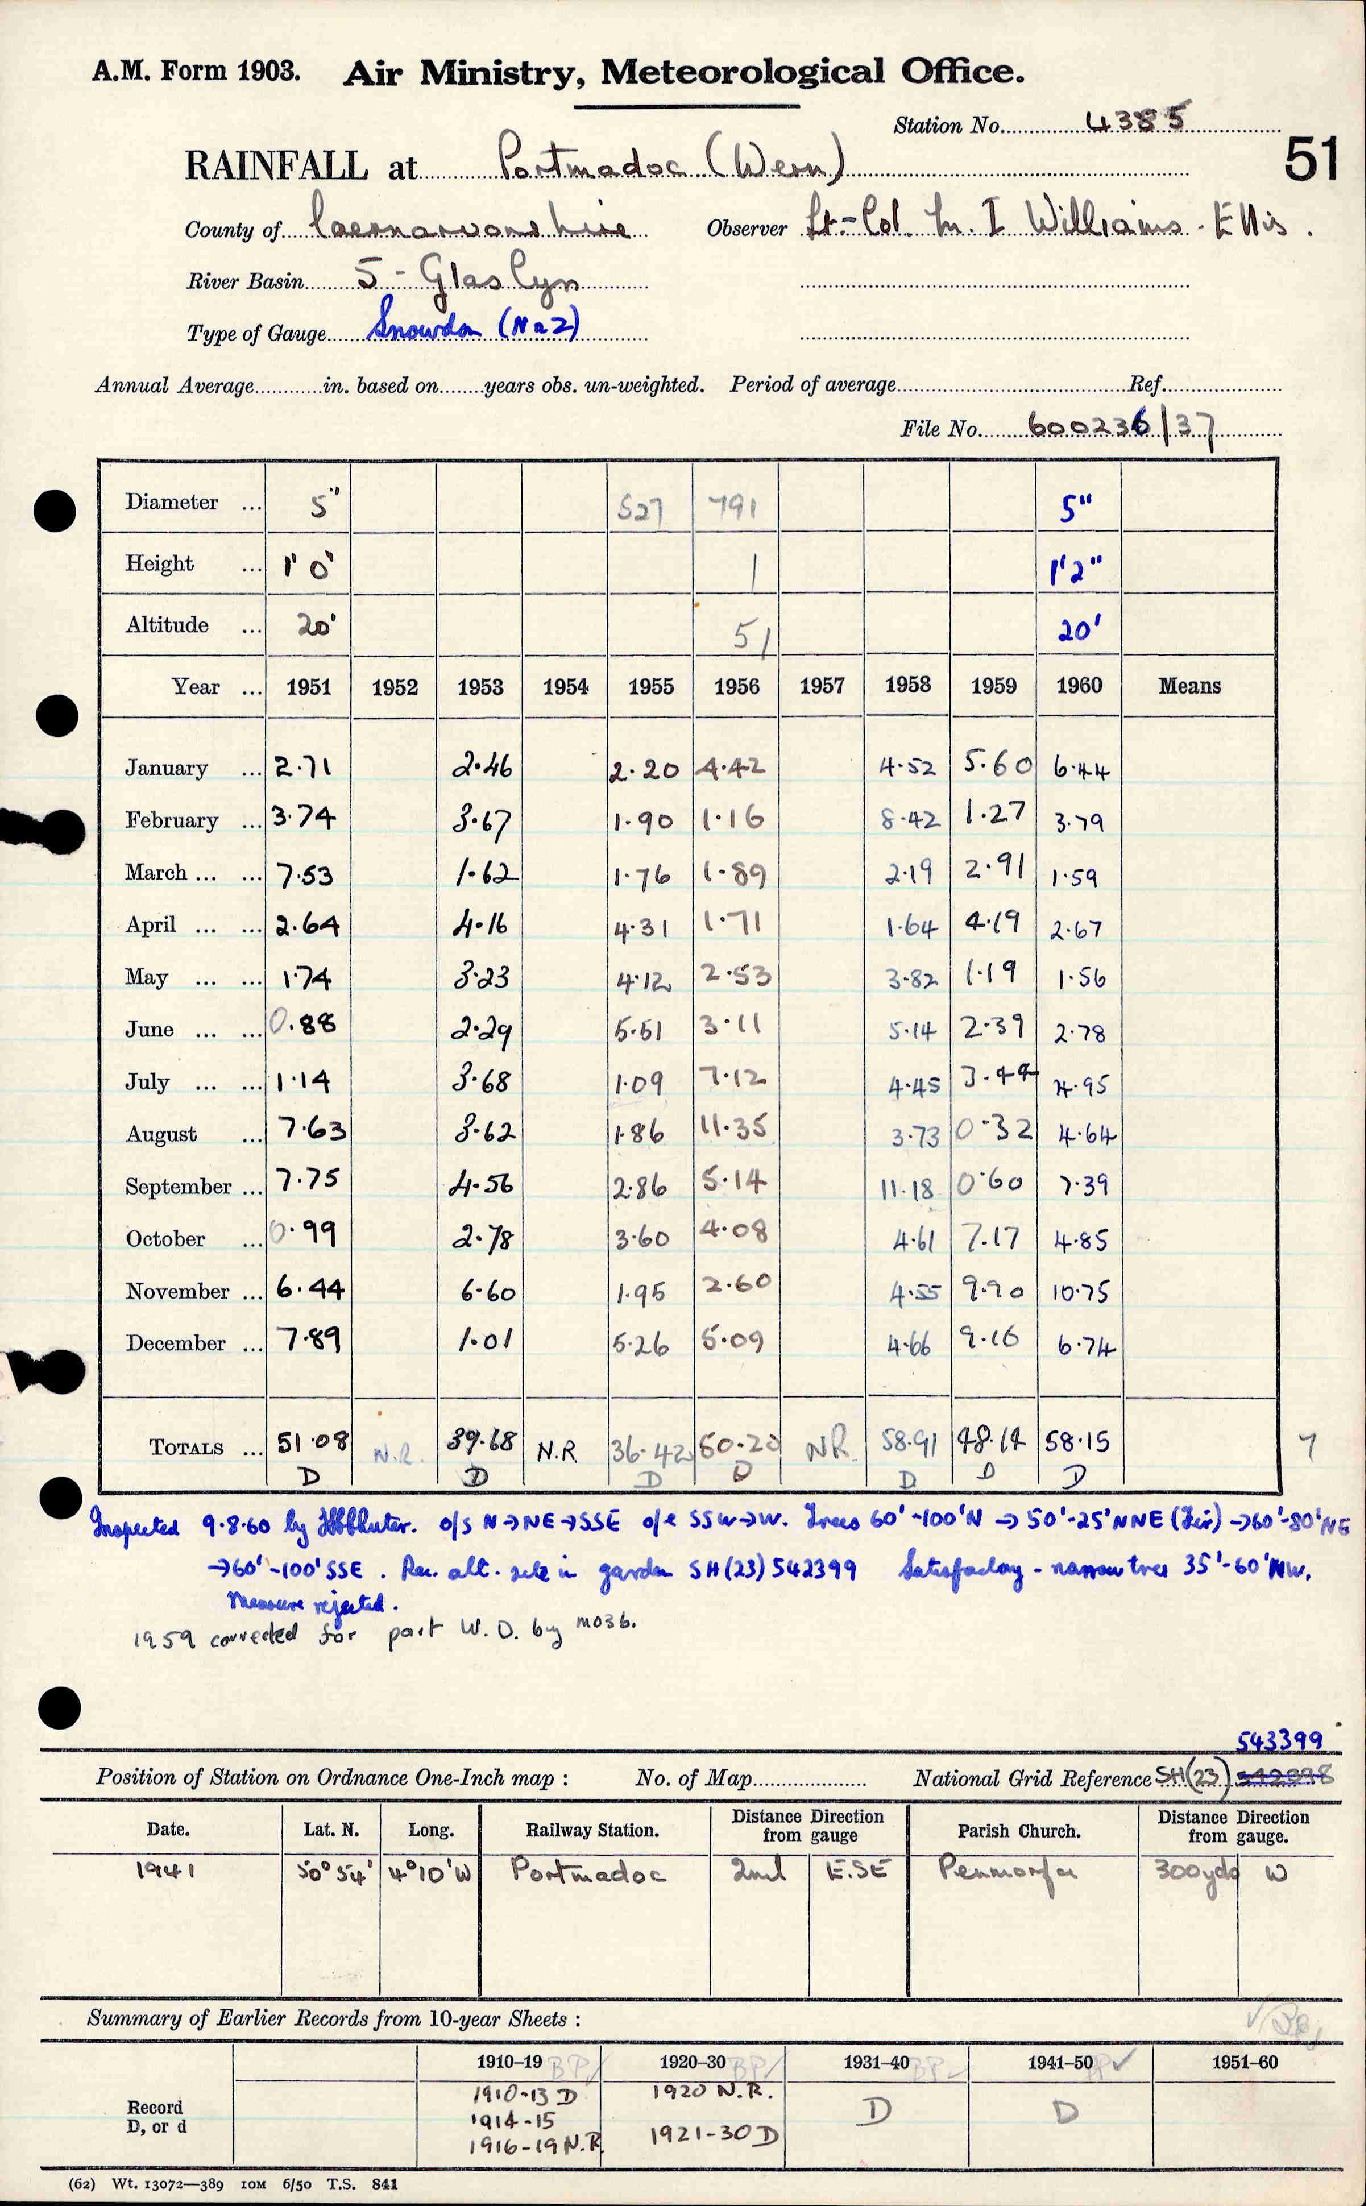 A.M. Form 1903. Air Ministry, Meteorological Office.
Station No. 4385
51
RAINFALL at Portmadoc (Wern)
County of Caernarvonshire Observer Lt.-Col. M. I Williams-Ellis.
River Basin 5 - Glaslyn
Type of Gauge Snowdon (No 2)
Annual Average in. based on years obs. un-weighted. Period of average Ref.
File No. 600236/37
Diameter ... 5" 527 791 5"
Height ... 1' 0" 1 1' 2"
Altitude ... 20' 51 20'
Year ... 1951 1952 1953 1954 1955 1956 1957 1958 1959 1960 Means
January ... 2.71 2.46 2.20 4.42 4.52 5.60 6.44
February ... 3.74 3.67 1.90 1.16 8.42 1.27 3.79
March ... ... 7.53 1.62 1.76 1.89 2.19 2.91 1.59
April ... ... 2.64 4.16 4.31 1.71 1.64 4.19 2.67
May ... ... 1.74 3.23 4.12 2.53 3.82 1.19 1.56
June ... ... 0.88 2.29 5.51 3.11 5.14 2.39 2.78
July ... ... 1.14 3.68 1.09 7.12 4.45 3.44 4.95
August ... 7.63 3.62 1.86 11.35 3.73 0.32 4.64
September ... 7.75 4.56 2.86 5.14 11.18 0.60 7.39
October ... 0.99 2.78 3.60 4.08 4.61 7.17 4.85
November ... 6.44 6.60 1.95 2.60 4.55 9.90 10.75
December ... 7.89 1.01 5.26 5.09 4.66 9.16 6.74
TOTALS ... 51.08 N.R. 39.68 N.R 36.42 50.20 NR. 58.91 48.14 58.15 7
D D D D D D D
Inspected 9.8.60 by o/s N→NE→SSE o/e SSW→W. Trees 60'-100'N → 50'-25'NNE (Fir) →60'-80'NE
→60'-100'SSE. Rec. alt. site in garden SH(23)542399 Satisfactory - narrow tree 35'-60'NW.
Measure rejected.
1959 corrected for part W.D. by M03b.
543399
Position of Station on Ordnance One-Inch map : No. of Map National Grid Reference SH(23) 542398
Date. Lat. N. Long. Railway Station. Distance from gauge Direction Parish Church. Distance from gauge. Direction
1941 50° 54' 4° 10' W Portmadoc 2ml E.SE Penmorfa 300yds W
Summary of Earlier Records from 10-year Sheets :
1910-19 BP 1920-30 BP 1931-40 BP 1941-50 BP 1951-60
Record D, or d
1910-13 D 1920 N.R. D D
1914-15
1916-19 N.R. 1921-30 D
(62) Wt. 13072—389 10M 6/50 T.S. 841